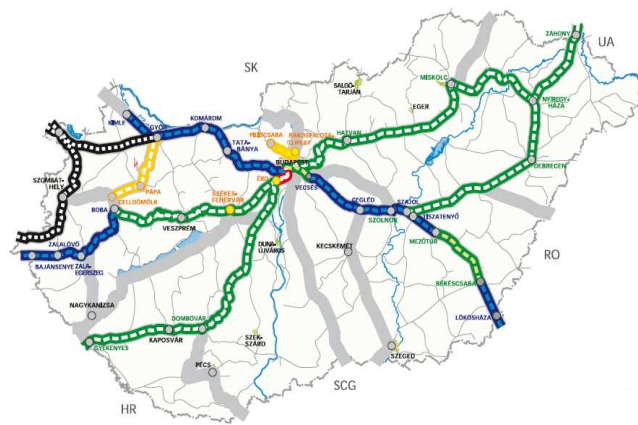 ZÁHONY
UA
SK
MISKOLC
SALGÓ-
TARJÁN
NYÍREGY-
HÁZA
EGER
KOMÁROM
GYŐR
PILISCSABA
RÁKOSPALOTA-
ÚJPEST
HATVAN
TATA-
BÁNYA
BUDAPEST
DEBRECEN
SZOMBAT-
HELY
PÁPA
ÉRD
VECSÉS
CELLDÖMÖLK
SZÉKES-
FEHÉRVÁR
BOBA
CEGLÉD
SZAJOL
SZOLNOK
TISZATENYŐ
VESZPRÉM
MEZŐTÚR
ZALALÖVŐ
DUNA-
ÚJVÁROS
KECSKEMÉT
RO
BAJÁNSENYE
ZALA-
EGERSZEG
BÉKÉSCSABA
NAGYKANIZSA
DOMBÓVÁR
LŐKÖSHÁZA
KAPOSVÁR
SZEK-
SZÁRD
GYÉKÉNYES
SZEGED
PÉCS
SCG
HR